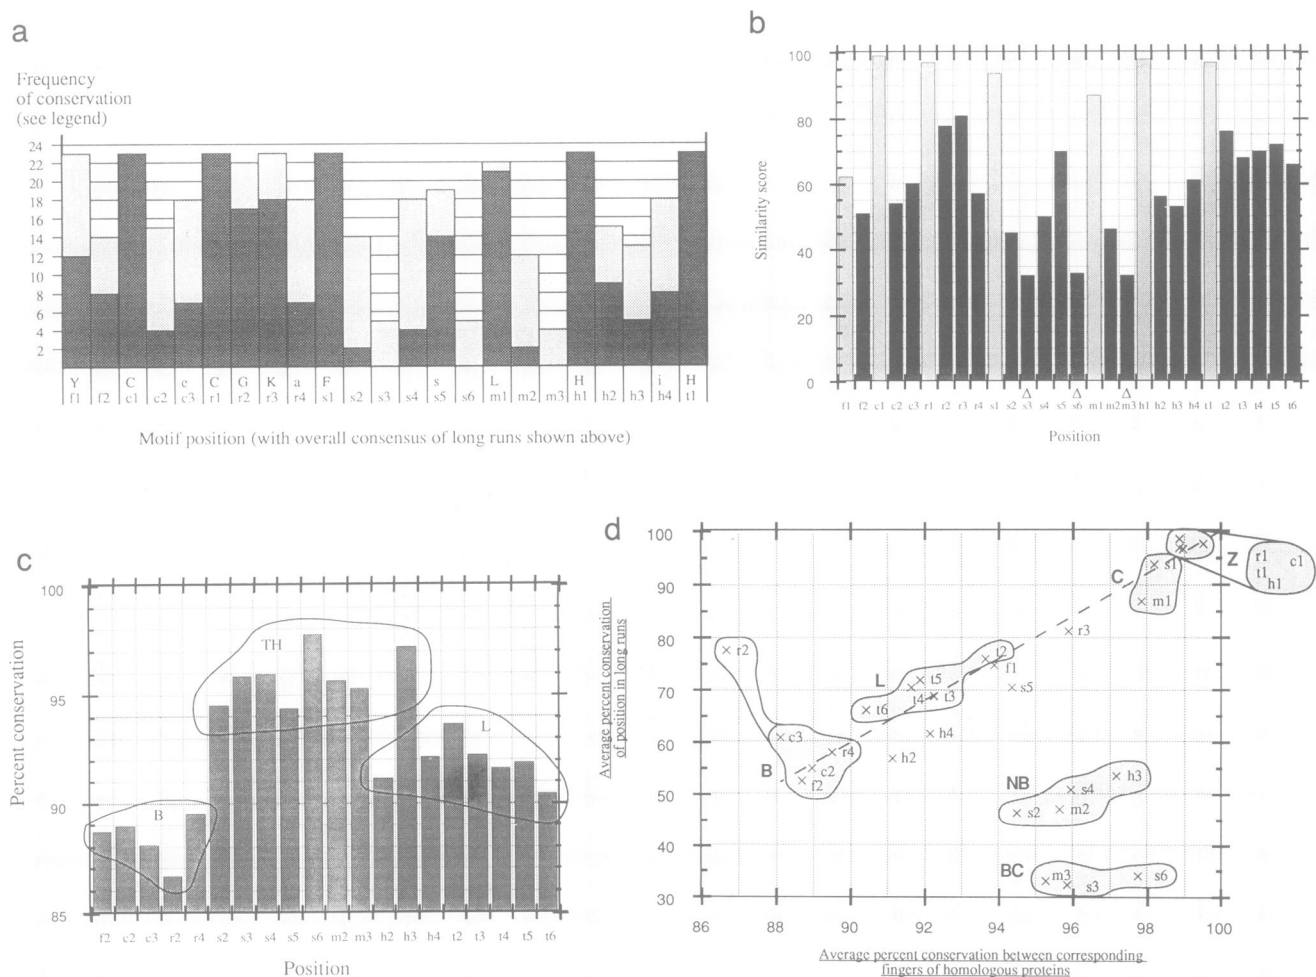 a
Frequency
of conservation
(see legend)
24
22
20
18
16
14
12
10
8
6
4
2
Y C e C G K a F s L H i H
f1 f2 c1 c2 c3 r1 r2 r3 r4 s1 s2 s3 s4 s5 s6 m1 m2 m3 h1 h2 h3 h4 t1
Motif position (with overall consensus of long runs shown above)
b
Similarity score
100
80
60
40
20
0
Δ Δ Δ
f1 f2 c1 c2 c3 r1 r2 r3 r4 s1 s2 s3 s4 s5 s6 m1 m2 m3 h1 h2 h3 h4 t1 t2 t3 t4 t5 t6
Position
c
Percent conservation
100
95
90
85
TH
L
B
f2 c2 c3 r2 r4 s2 s3 s4 s5 s6 m2 m3 h2 h3 h4 t2 t3 t4 t5 t6
Position
d
Average percent conservation
of position in long runs
100
90
80
70
60
50
40
30
Z
r1 c1
t1
h1
C
s1
m1
r3
r2
t2
f1
L
t5
s5
t4 t3
t6
h4
c3
r4
h2
B
c2
f2
NB
h3
s4
s2 m2
BC
m3 s6
s3
86 88 90 92 94 96 98 100
Average percent conservation between corresponding
fingers of homologous proteins